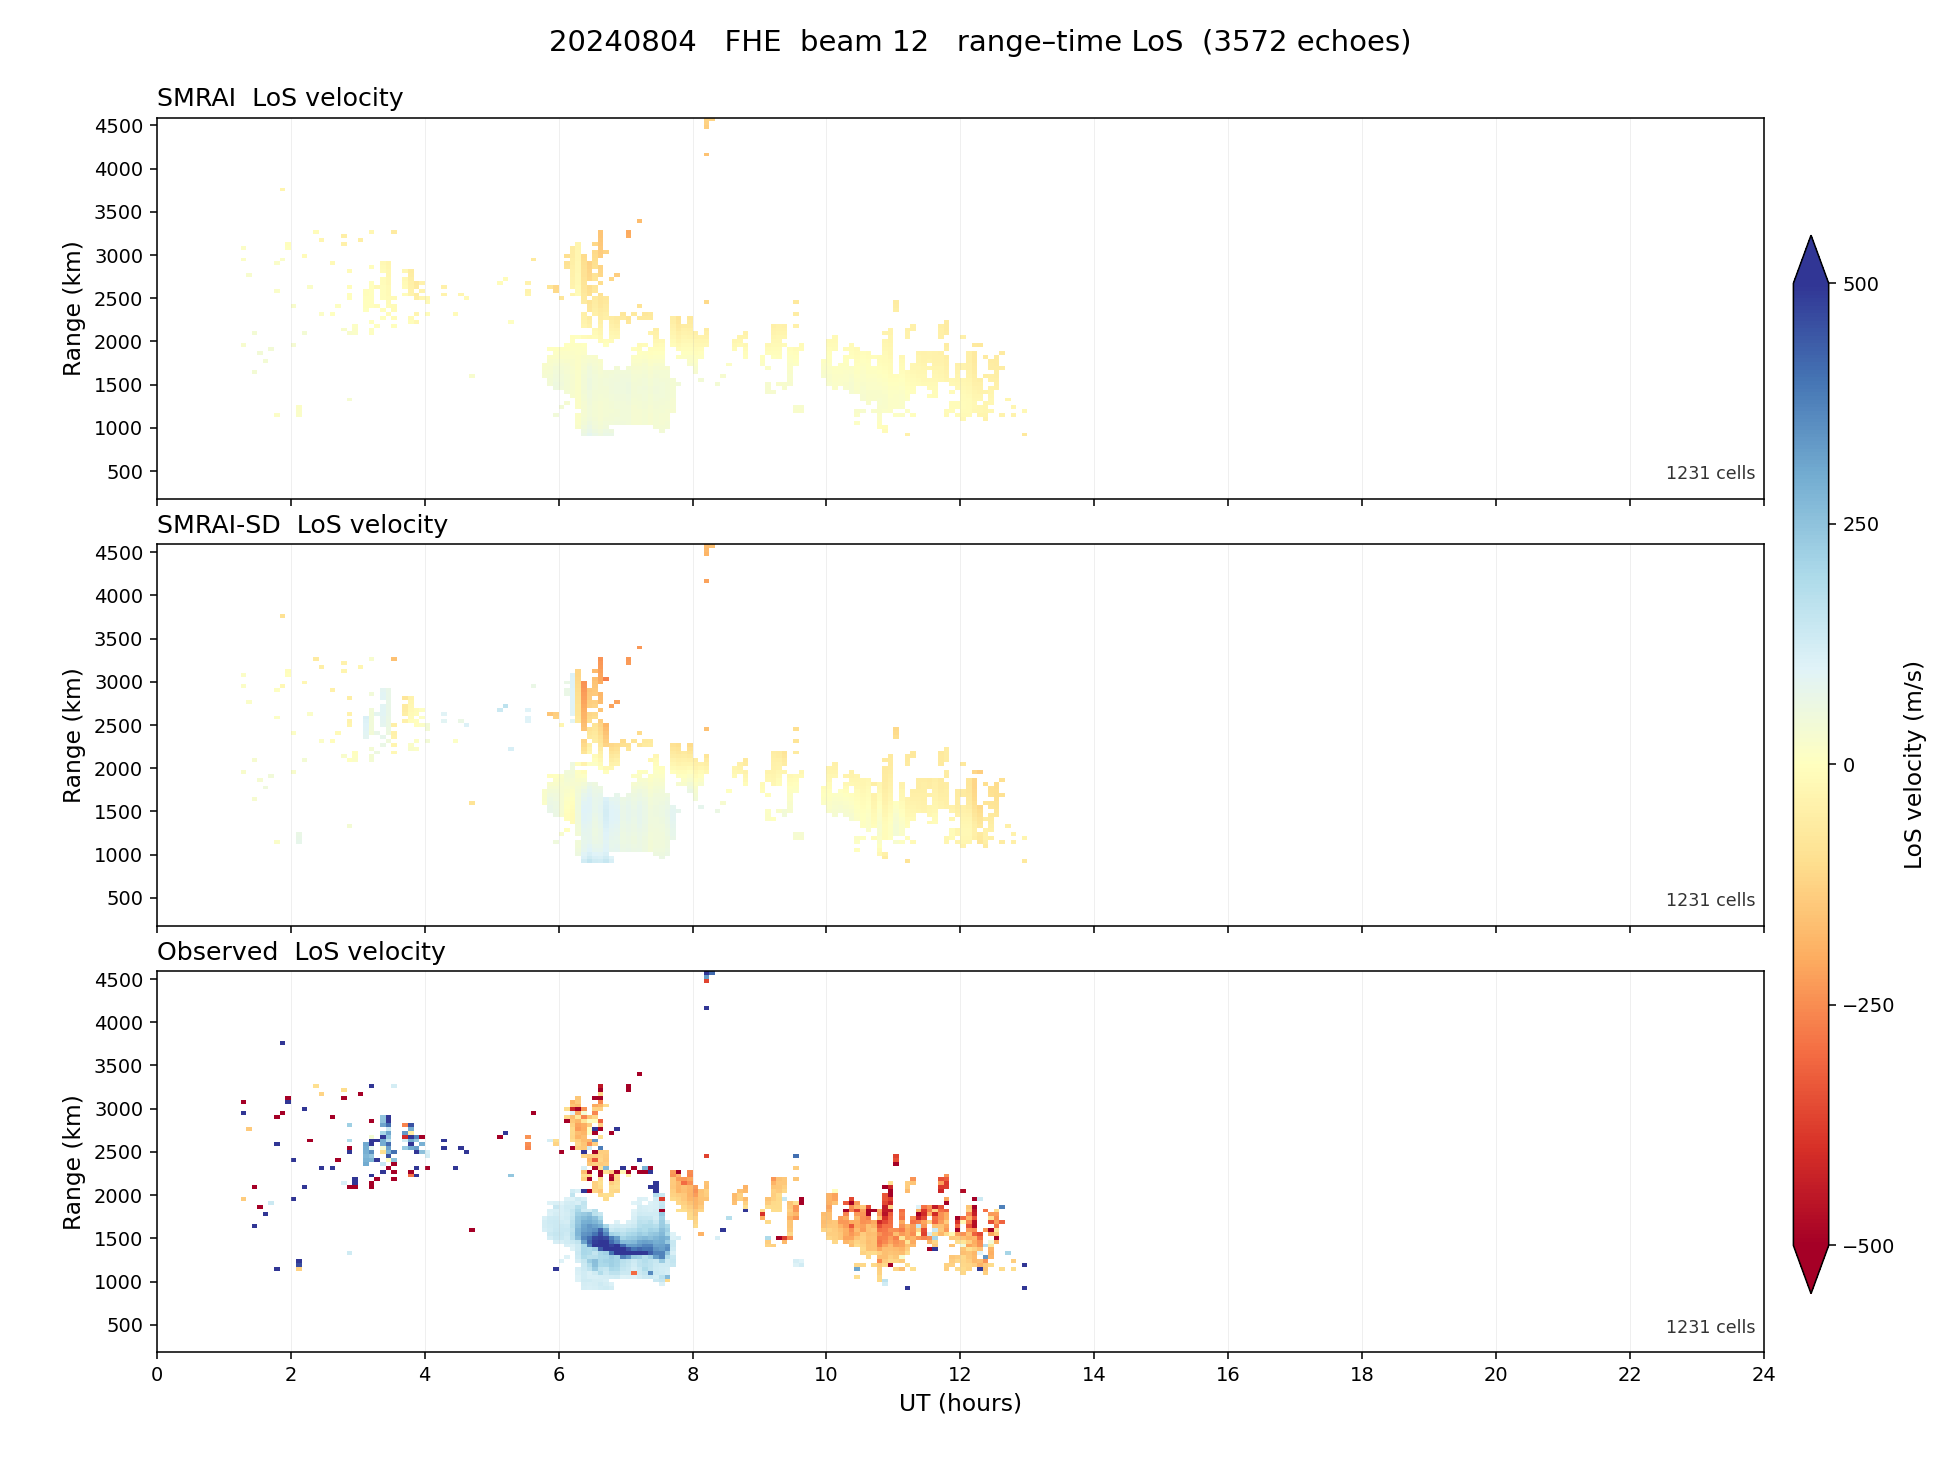 20240804   FHE  beam 12   range–time LoS  (3572 echoes)
SMRAI  LoS velocity
4500
4000
3500
3000
2500
2000
1500
1000
500
Range (km)
1231 cells
SMRAI-SD  LoS velocity
4500
4000
3500
3000
2500
2000
1500
1000
500
Range (km)
1231 cells
Observed  LoS velocity
4500
4000
3500
3000
2500
2000
1500
1000
500
Range (km)
1231 cells
0 2 4 6 8 10 12 14 16 18 20 22 24
UT (hours)
500
250
0
−250
−500
LoS velocity (m/s)